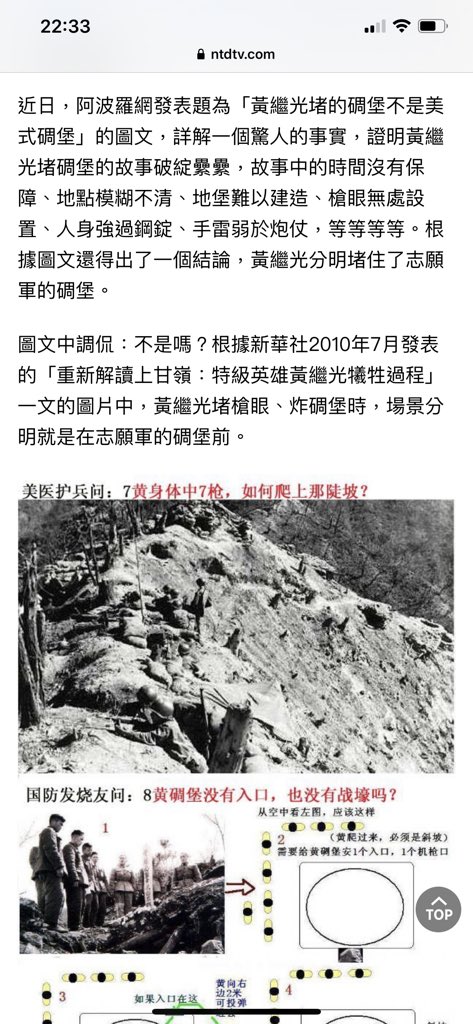 22:33
ntdtv.com
近日，阿波羅網發表題為「黃繼光堵的碉堡不是美
式碉堡」的圖文，詳解一個驚人的事實，證明黃繼
光堵碉堡的故事破綻纍纍，故事中的時間沒有保
障、地點模糊不清、地堡難以建造、槍眼無處設
置、人身強過鋼錠、手雷弱於炮仗，等等等等。根
據圖文還得出了一個結論，黃繼光分明堵住了志願
軍的碉堡。
圖文中調侃：不是嗎？根據新華社2010年7月發表
的「重新解讀上甘嶺：特級英雄黃繼光犧牲過程」
一文的圖片中，黃繼光堵槍眼、炸碉堡時，場景分
明就是在志願軍的碉堡前。
美医护兵问：7黄身体中7枪，如何爬上那陡坡？
国防发烧友问：8黄碉堡没有入口，也没有战壕吗？
从空中看左图，应该这样
1
2
（黄爬过来，必须是斜坡）
需要给黄碉堡安1个入口，1个机枪口
TOP
3
如果入口在这
黄向右
边2米
可投弹
4